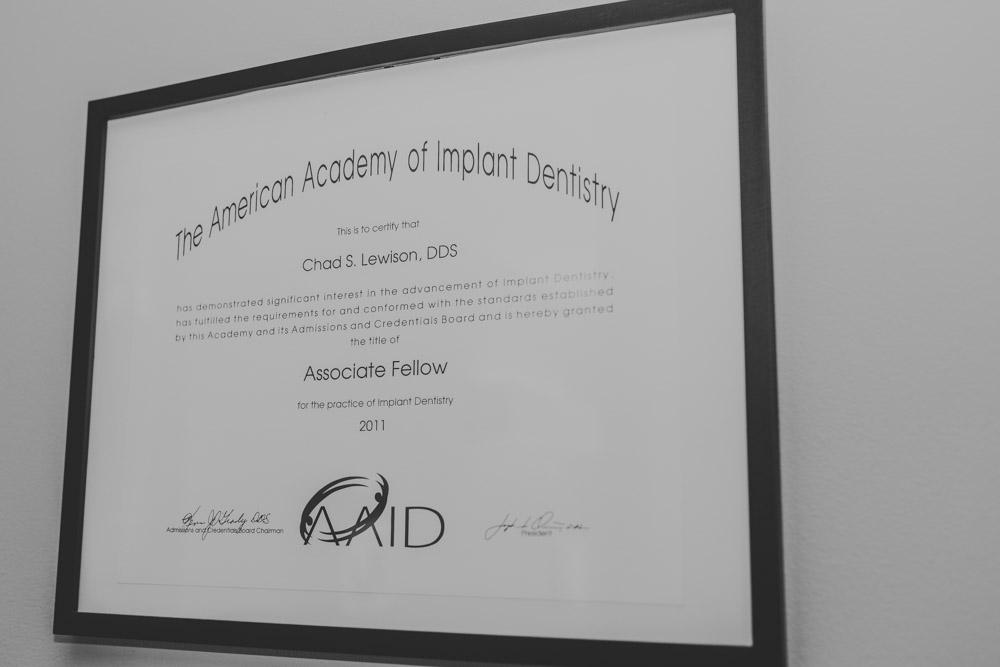 The American Academy of Implant Dentistry
This is to certify that
Chad S. Lewison, DDS
has demonstrated significant interest in the advancement of Implant Dentistry,
has fulfilled the requirements for and conformed with the standards established
by this Academy and its Admissions and Credentials Board and is hereby granted
the title of
Associate Fellow
for the practice of Implant Dentistry
2011
DDS
Admissions and Credentials Board Chairman
AAID
President